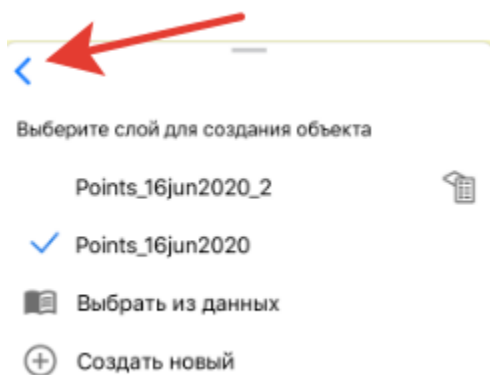 Выберите слой для создания объекта
Points_16jun2020_2
Points_16jun2020
Выбрать из данных
Создать новый